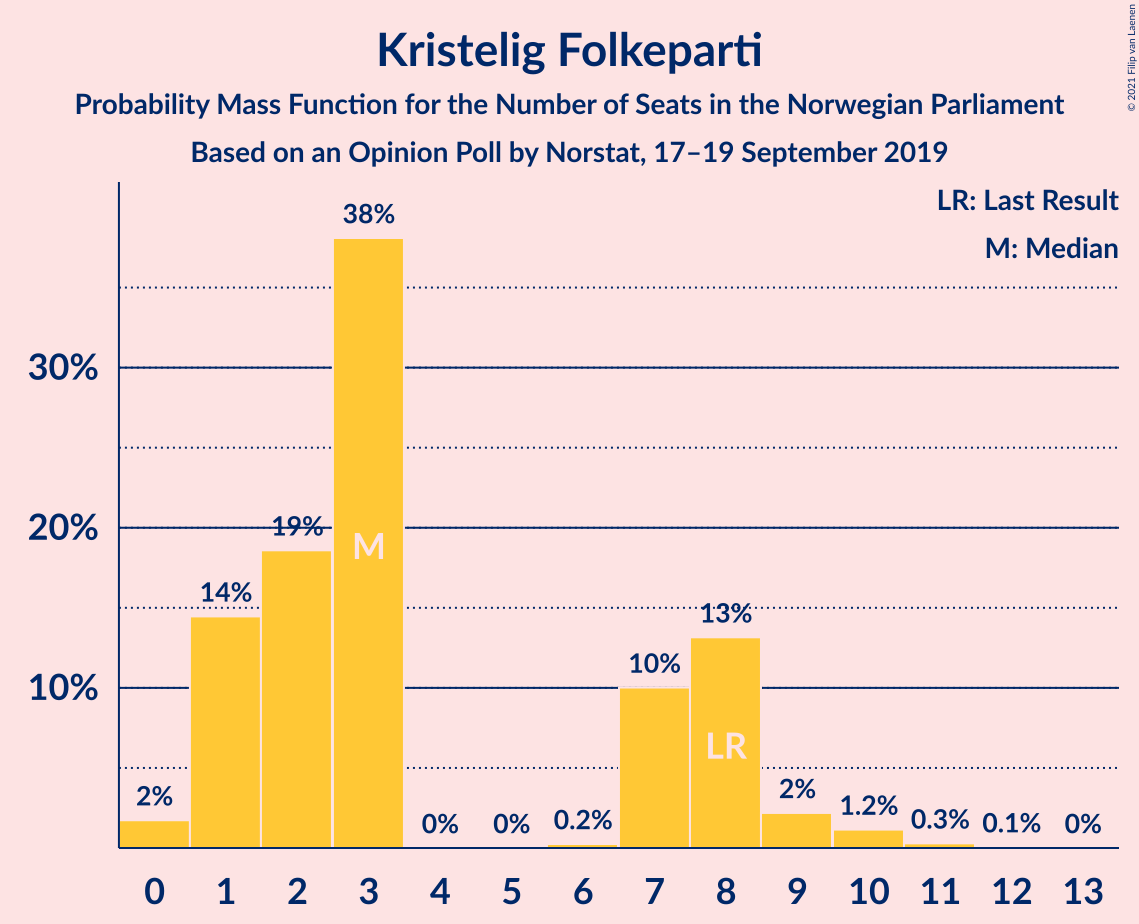 Kristelig Folkeparti
Probability Mass Function for the Number of Seats in the Norwegian Parliament
Based on an Opinion Poll by Norstat, 17–19 September 2019
© 2021 Filip van Laenen
LR: Last Result
M: Median
38%
30%
20%
10%
19%
14%
13%
10%
2%
0%
0%
0.2%
2%
1.2%
0.3%
0.1%
0%
M
LR
0 1 2 3 4 5 6 7 8 9 10 11 12 13